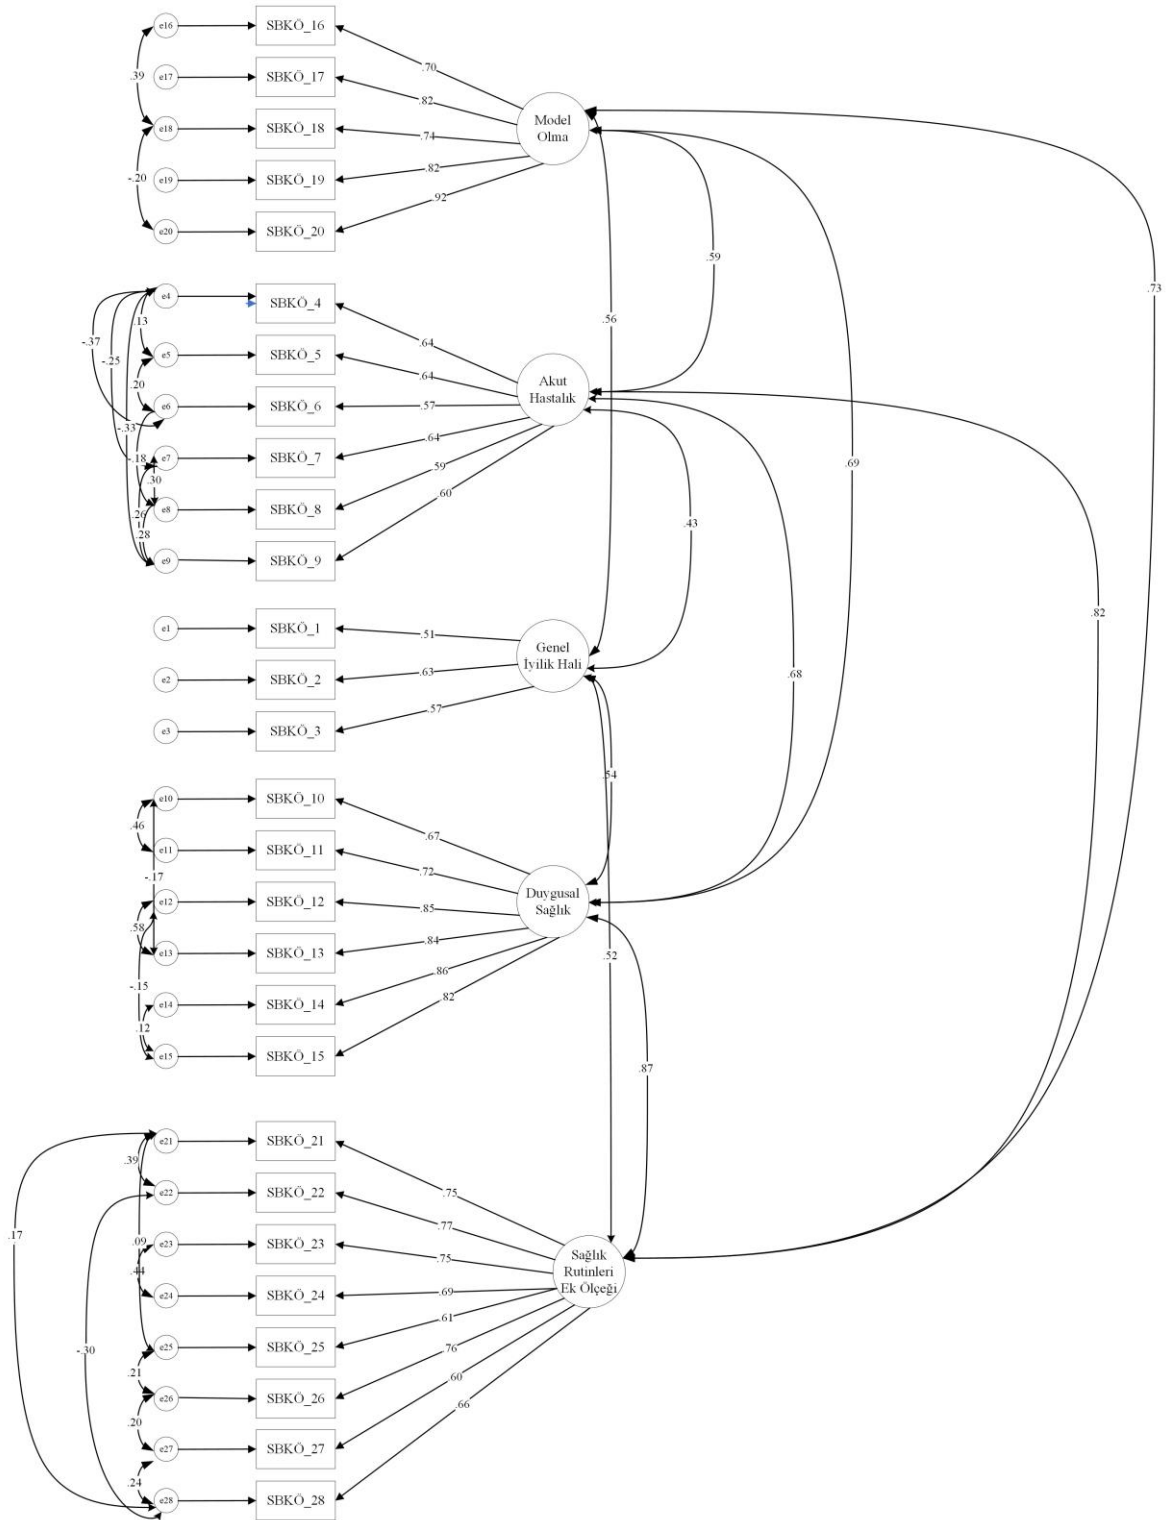 e16
SBKÖ_16
.70
.39
e17
SBKÖ_17
.82
Model
Olma
e18
SBKÖ_18
.74
-.20
e19
SBKÖ_19
.82
.92
e20
SBKÖ_20
.59
.73
.56
e4
SBKÖ_4
.13
-.37
.64
-.25
e5
SBKÖ_5
.64
.20
Akut
Hastalık
e6
SBKÖ_6
.57
-.33
.64
-.18
e7
SBKÖ_7
.69
.59
.30
.60
e8
SBKÖ_8
.26
.28
.43
e9
SBKÖ_9
.82
e1
SBKÖ_1
.51
Genel
İyilik Hali
e2
SBKÖ_2
.63
.68
.57
e3
SBKÖ_3
.54
e10
SBKÖ_10
.46
.67
e11
SBKÖ_11
.72
-.17
Duygusal
Sağlık
e12
SBKÖ_12
.85
.58
.84
e13
SBKÖ_13
.52
.86
-.15
.82
e14
SBKÖ_14
.12
e15
SBKÖ_15
.87
e21
SBKÖ_21
.39
e22
SBKÖ_22
.75
.77
.17
.09
e23
SBKÖ_23
.75
Sağlık
Rutinleri
Ek Ölçeği
.44
e24
SBKÖ_24
.69
.61
-.30
e25
SBKÖ_25
.76
.21
.60
e26
SBKÖ_26
.66
.20
e27
SBKÖ_27
.24
e28
SBKÖ_28